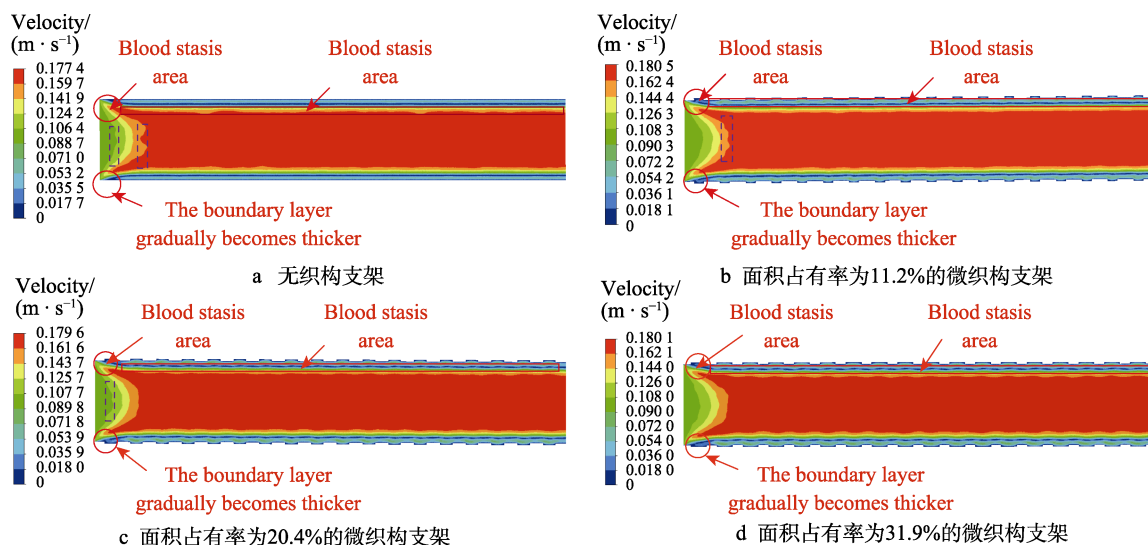 Velocity/
(m · s⁻¹)
0.177 4
0.159 7
0.141 9
0.124 2
0.106 4
0.088 7
0.071 0
0.053 2
0.035 5
0.017 7
0
Blood stasis
area
Blood stasis
area
The boundary layer
gradually becomes thicker
a 无织构支架
Velocity/
(m · s⁻¹)
0.180 5
0.162 4
0.144 4
0.126 3
0.108 3
0.090 3
0.072 2
0.054 2
0.036 1
0.018 1
0
Blood stasis
area
Blood stasis
area
The boundary layer
gradually becomes thicker
b 面积占有率为11.2%的微织构支架
Velocity/
(m · s⁻¹)
0.179 6
0.161 6
0.143 7
0.125 7
0.107 7
0.089 8
0.071 8
0.053 9
0.035 9
0.018 0
0
Blood stasis
area
Blood stasis
area
The boundary layer
gradually becomes thicker
c 面积占有率为20.4%的微织构支架
Velocity/
(m · s⁻¹)
0.180 1
0.162 1
0.144 0
0.126 0
0.108 0
0.090 0
0.072 0
0.054 0
0.036 0
0.018 0
0
Blood stasis
area
Blood stasis
area
The boundary layer
gradually becomes thicker
d 面积占有率为31.9%的微织构支架